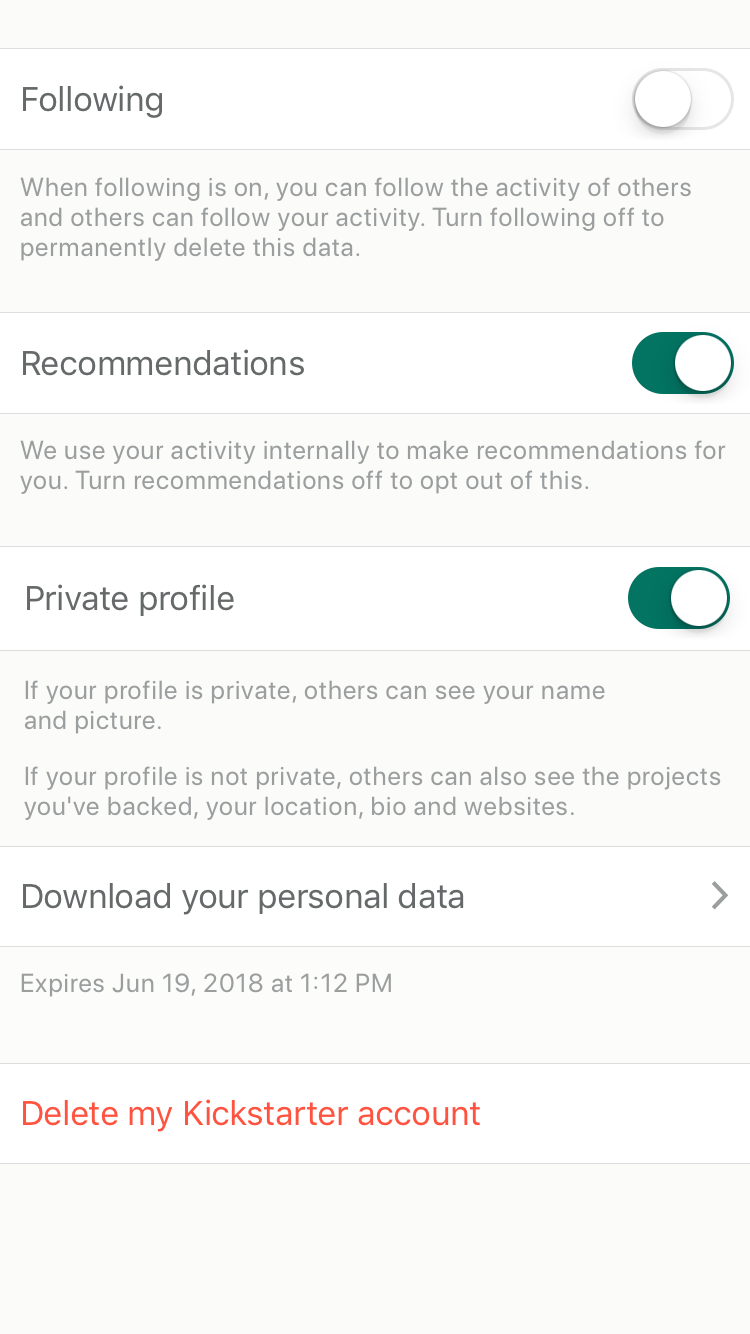 Following
When following is on, you can follow the activity of others
and others can follow your activity. Turn following off to
permanently delete this data.
Recommendations
We use your activity internally to make recommendations for
you. Turn recommendations off to opt out of this.
Private profile
If your profile is private, others can see your name
and picture.
If your profile is not private, others can also see the projects
you've backed, your location, bio and websites.
Download your personal data
Expires Jun 19, 2018 at 1:12 PM
Delete my Kickstarter account